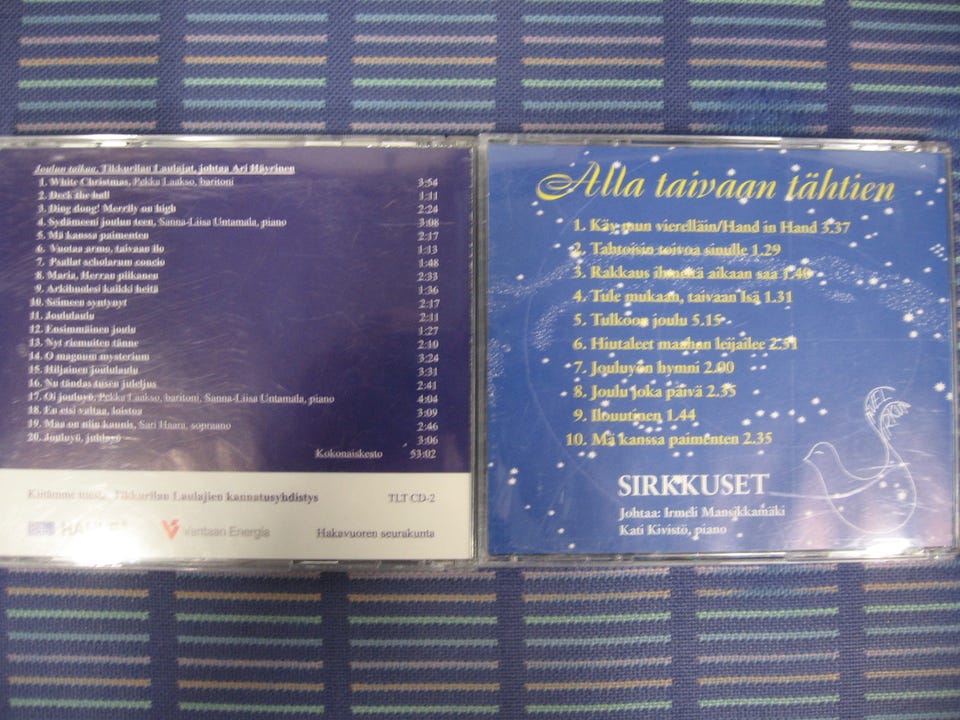 Joulun taikaa, Tikkurilan Laulajat, johtaa Ari Häyrinen
1. White Christmas, Pekka Laakso, baritoni 3:54
2. Deck the hall 1:11
3. Ding dong! Merrily on high 2:24
4. Sydämeeni joulun teen, Sanna-Liisa Untamala, piano 3:08
5. Mä kanssa paimenten 2:17
6. Vuotaa armo, taivaan ilo 1:13
7. Psallat scholarum concio 1:48
8. Maria, Herran piikanen 2:33
9. Arkihuolesi kaikki heitä 1:36
10. Seimeen syntynyt 2:17
11. Joululaulu 2:11
12. Ensimmäinen joulu 1:27
13. Nyt riemuiten tänne 2:10
14. O magnum mysterium 3:24
15. Hiljainen joululaulu 3:31
16. Nu tändas tusen juleljus 2:41
17. Oi jouluyö, Pekka Laakso, baritoni, Sanna-Liisa Untamala, piano 4:04
18. En etsi valtaa, loistoa 3:09
19. Maa on niin kaunis, Sati Haara, sopraano 2:46
20. Jouluyö, juhlayö 3:06
Kokonaiskesto 53:02
Kiitämme Tikkurilan Laulajien kannatusyhdistys TLT CD-2
Vantaan Energia Hakavuoren seurakunta
Alla taivaan tähtien
1. Käy mun vierelläin/Hand in Hand 3.37
2. Tahtoisin toivoa sinulle 1.29
3. Rakkaus ihmeitä aikaan saa 1.40
4. Tule mukaan, taivaan Isä 1.31
5. Tulkoon joulu 5.15
6. Hiutaleet maahan leijailee 2.51
7. Jouluyön hymni 2.00
8. Joulu joka päivä 2.35
9. Ilouutinen 1.44
10. Mä kanssa paimenten 2.35
SIRKKUSET
Johtaa: Irmeli Mansikkamäki
Kati Kivistö, piano